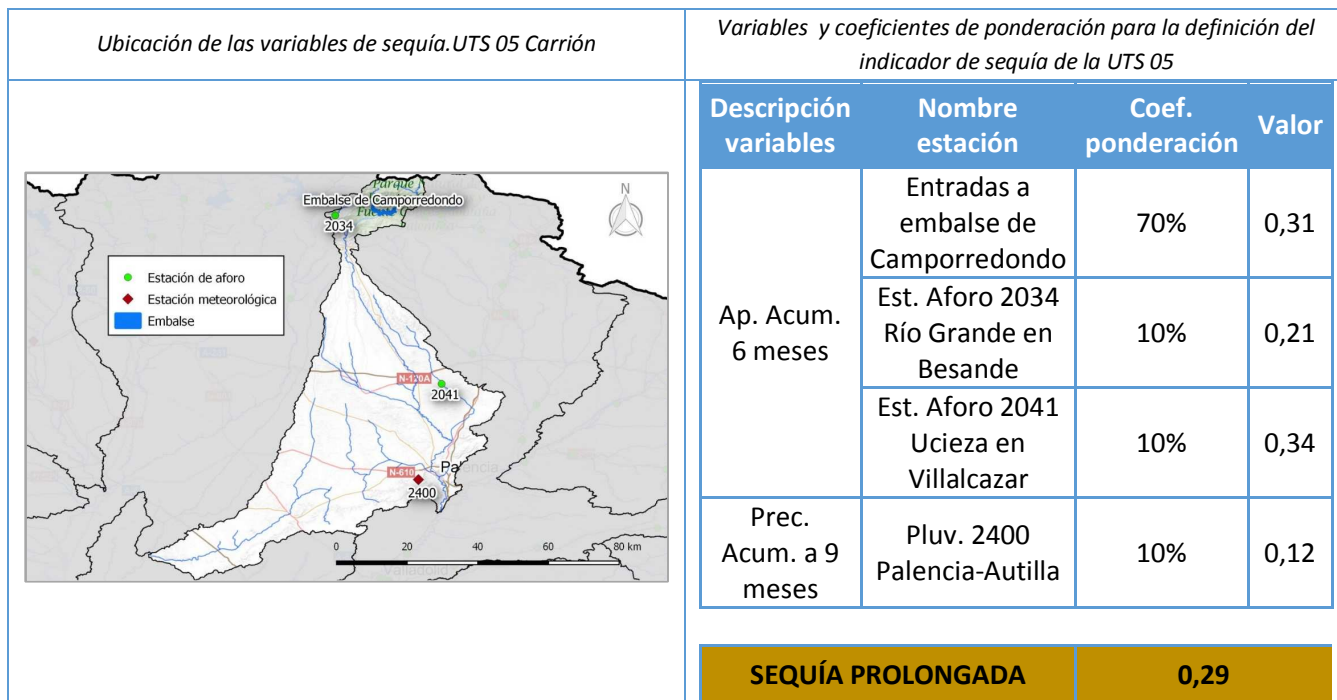 Ubicación de las variables de sequía.UTS 05 Carrión
Variables y coeficientes de ponderación para la definición del
indicador de sequía de la UTS 05
Embalse de Camporredondo
2034
N
Estación de aforo
Estación meteorológica
Embalse
N-120A
2041
N-610
2400
0 20 40 60 80 km
Descripción
variables
Nombre
estación
Coef.
ponderación
Valor
Ap. Acum.
6 meses
Entradas a
embalse de
Camporredondo
70%
0,31
Est. Aforo 2034
Río Grande en
Besande
10%
0,21
Est. Aforo 2041
Ucieza en
Villalcazar
10%
0,34
Prec.
Acum. a 9
meses
Pluv. 2400
Palencia-Autilla
10%
0,12
SEQUÍA PROLONGADA 0,29